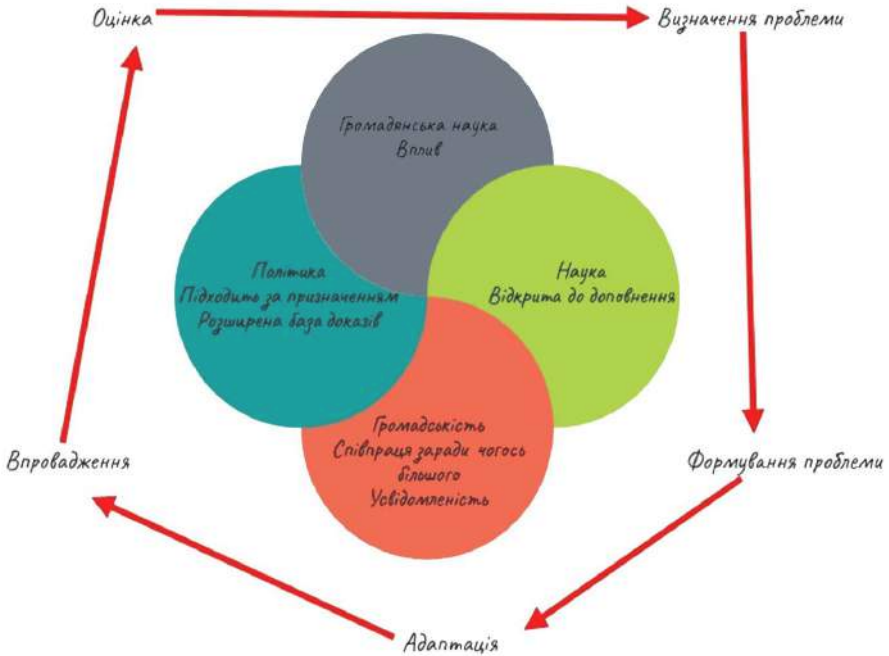 Оцінка
Визначення проблеми
Громадянська наука
Вплив
Політика
Підходить за призначенням
Розширена база доказів
Наука
Відкрита до доповнення
Громадськість
Співпраця заради чогось
більшого
Усвідомленість
Впровадження
Формування проблеми
Адаптація